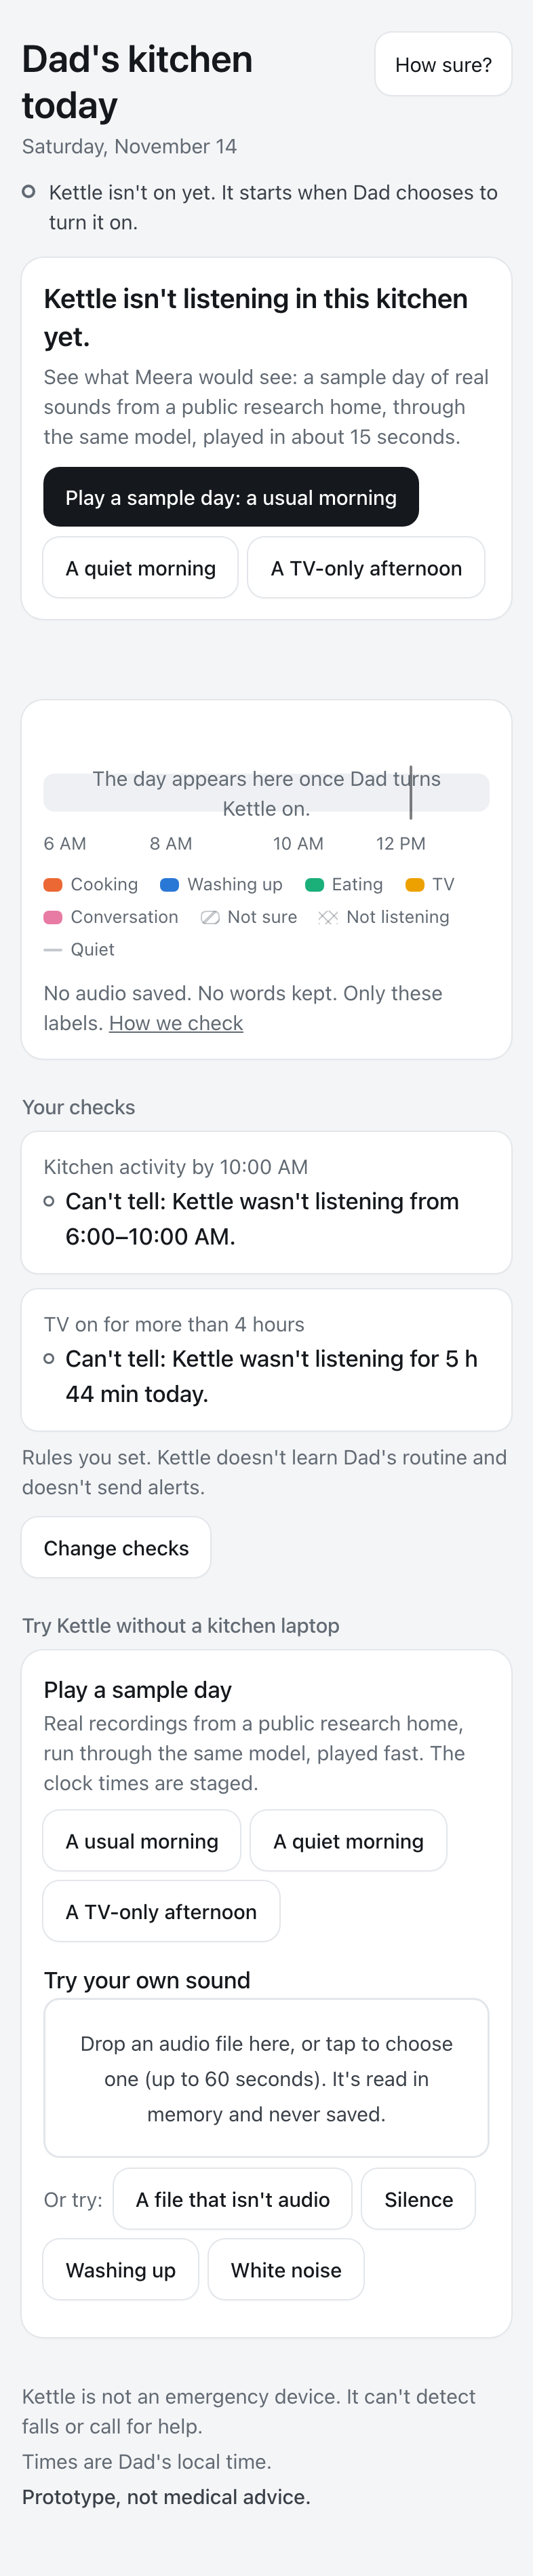 Dad's kitchen
today
How sure?
Saturday, November 14
Kettle isn't on yet. It starts when Dad chooses to
turn it on.
Kettle isn't listening in this kitchen
yet.
See what Meera would see: a sample day of real
sounds from a public research home, through
the same model, played in about 15 seconds.
Play a sample day: a usual morning
A quiet morning
A TV-only afternoon
The day appears here once Dad turns
Kettle on.
6 AM 8 AM 10 AM 12 PM
Cooking Washing up Eating TV
Conversation Not sure Not listening
Quiet
No audio saved. No words kept. Only these
labels. How we check
Your checks
Kitchen activity by 10:00 AM
Can't tell: Kettle wasn't listening from
6:00–10:00 AM.
TV on for more than 4 hours
Can't tell: Kettle wasn't listening for 5 h
44 min today.
Rules you set. Kettle doesn't learn Dad's routine and
doesn't send alerts.
Change checks
Try Kettle without a kitchen laptop
Play a sample day
Real recordings from a public research home,
run through the same model, played fast. The
clock times are staged.
A usual morning
A quiet morning
A TV-only afternoon
Try your own sound
Drop an audio file here, or tap to choose
one (up to 60 seconds). It's read in
memory and never saved.
Or try: A file that isn't audio Silence
Washing up White noise
Kettle is not an emergency device. It can't detect
falls or call for help.
Times are Dad's local time.
Prototype, not medical advice.